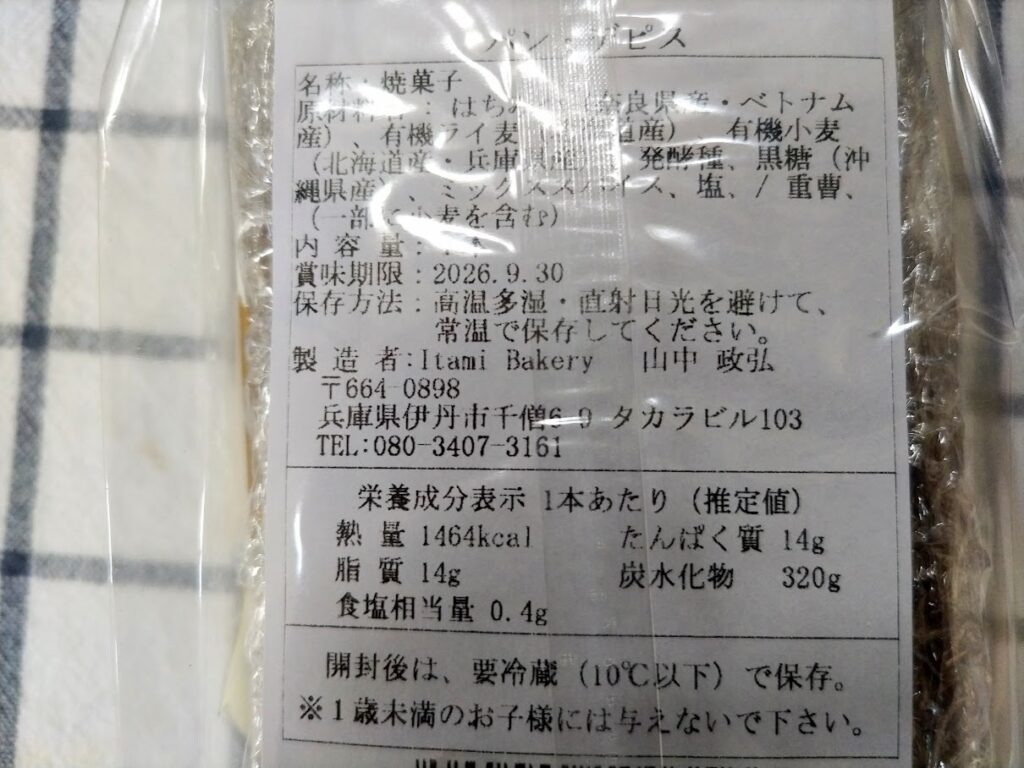 パン・デピス
名称：焼菓子
原材料名：はちみつ（奈良県産・ベトナム
産）、有機ライ麦（ 道産）、有機小麦
（北海道産・兵庫県産 、発酵種、黒糖（沖
縄県産）、ミックススパイス、塩、/ 重曹、
（一部に小麦を含む）
内 容 量：
賞味期限：2026.9.30
保存方法：高温多湿・直射日光を避けて、
常温で保存してください。
製 造 者：Itami Bakery 山中 政弘
〒664-0898
兵庫県伊丹市千僧6-9 タカラビル103
TEL:080-3407-3161
栄養成分表示 1本あたり（推定値）
熱 量 1464kcal たんぱく質 14g
脂 質 14g 炭水化物 320g
食塩相当量 0.4g
開封後は、要冷蔵（10℃以下）で保存。
※１歳未満のお子様には与えないで下さい。